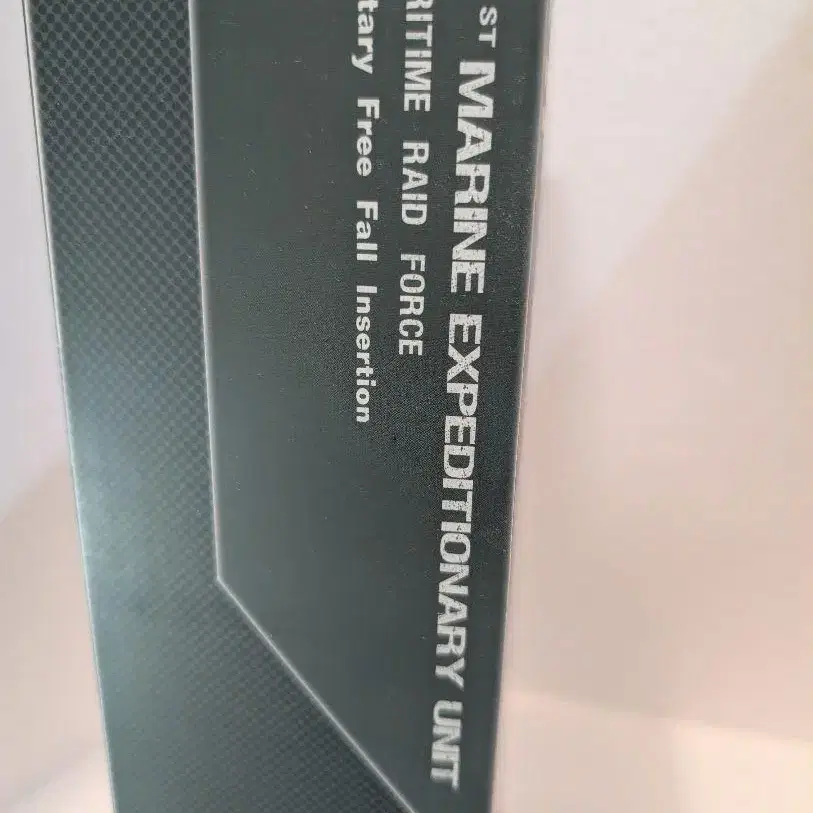 ST MARINE EXPEDITIONARY UNIT
RITIME RAID FORCE
tary Free Fall Insertion